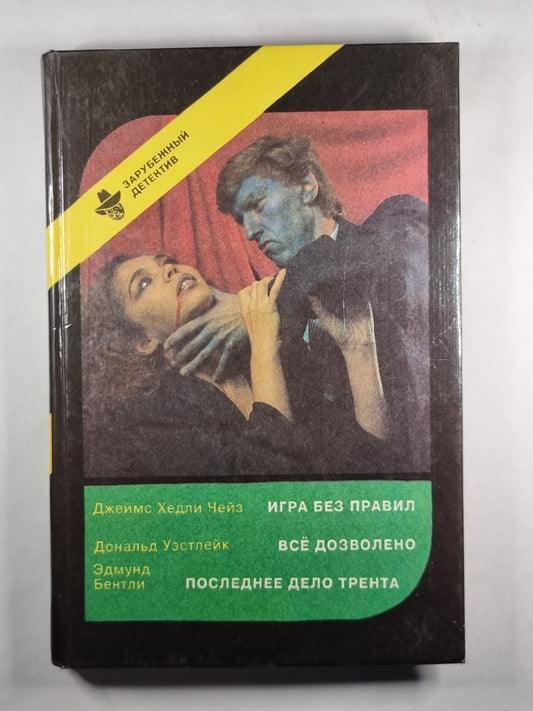 ЗАРУБЕЖНЫЙ
ДЕТЕКТИВ
Джеймс Хедли Чейз ИГРА БЕЗ ПРАВИЛ
Дональд Уэстлейк ВСЁ ДОЗВОЛЕНО
Эдмунд
Бентли ПОСЛЕДНЕЕ ДЕЛО ТРЕНТА